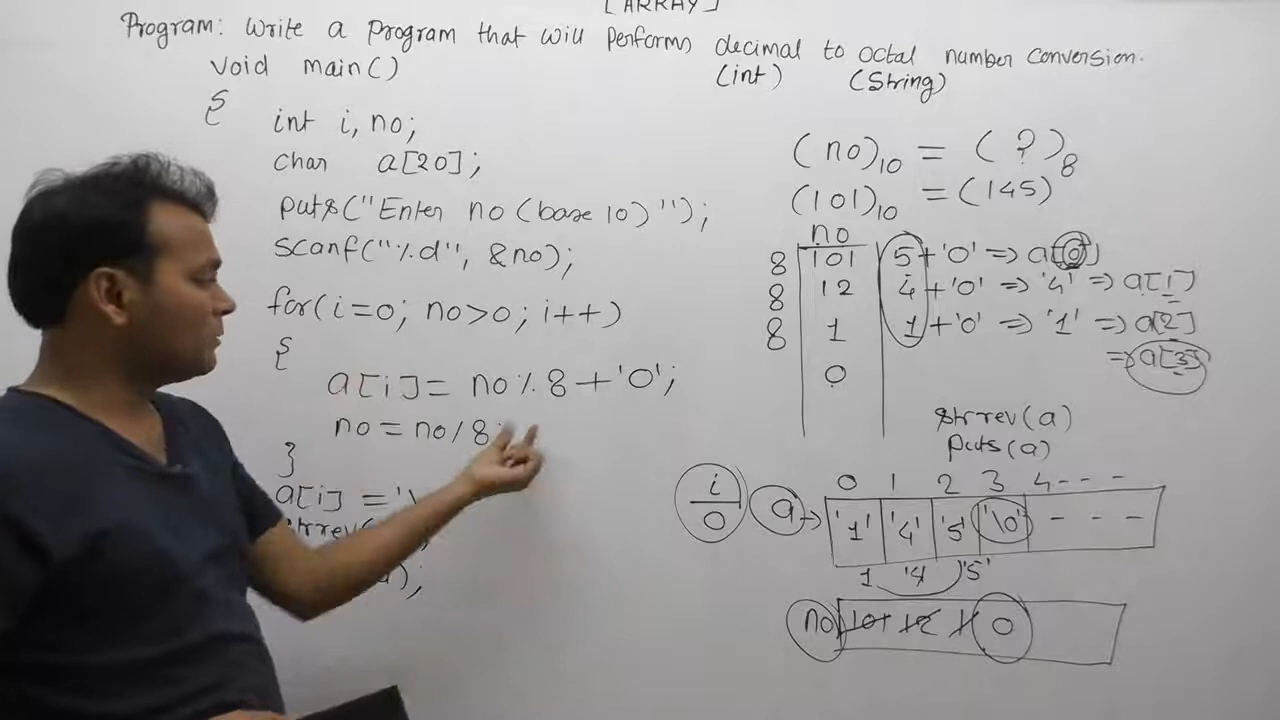 [ARRAY]
Program: Write a program that will performs decimal to octal number conversion.
(int) (String)
void main()
{
int i, no;
char a[20];
puts("Enter no (base 10)");
scanf("%d", &no);
for(i=0; no>0; i++)
{
a[i]= no % 8 + '0';
no = no / 8
}
a[i] = '\
strrev(
);
(no)10 = (?)8
(101)10 = (145)
no
8 101 5 + '0' => a[0]
8 12 4 + '0' => '4' => a[1]
8 1 1 + '0' => '1' => a[2]
0 => a[3]
strrev(a)
puts(a)
0 1 2 3 4 - - -
i
0
a → '1' '4' '5' '\0' - - -
1 '4' '5'
no 101 12 1 0